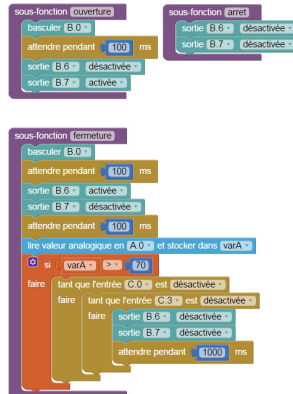 sous-fonction ouverture
basculer B.0
attendre pendant 100 ms
sortie B.6 désactivée
sortie B.7 activée
sous-fonction arret
sortie B.6 désactivée
sortie B.7 désactivée
sous-fonction fermeture
basculer B.0
attendre pendant 100 ms
sortie B.6 activée
sortie B.7 désactivée
attendre pendant 100 ms
lire valeur analogique en A.0 et stocker dans varA
si varA > 70
faire tant que l'entrée C.0 est désactivée
faire tant que l'entrée C.3 est désactivée
faire sortie B.6 désactivée
sortie B.7 désactivée
attendre pendant 1000 ms